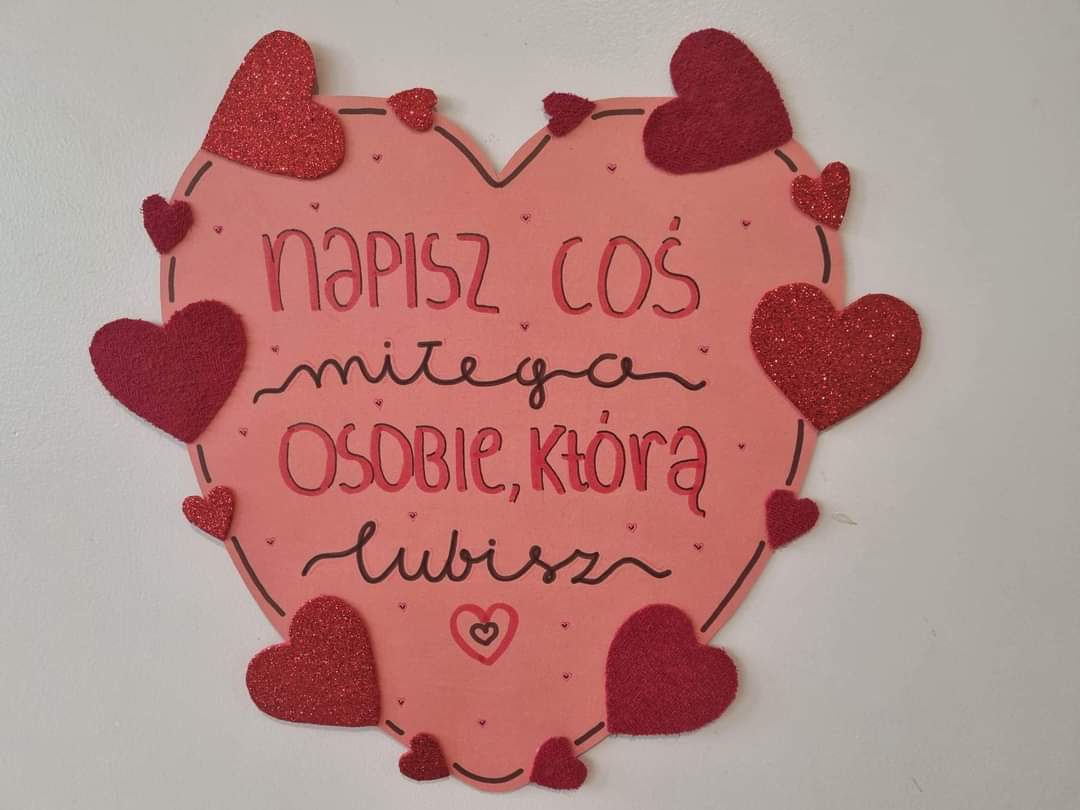 napisz coś
miłego
osobie, którą
lubisz